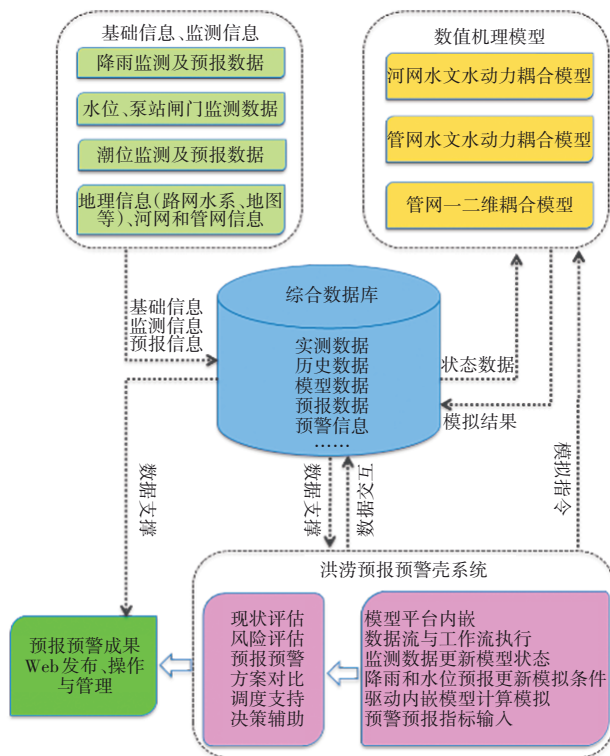 基础信息、监测信息
降雨监测及预报数据
水位、泵站闸门监测数据
潮位监测及预报数据
地理信息(路网水系、地图
等)、河网和管网信息
数值机理模型
河网水文水动力耦合模型
管网水文水动力耦合模型
管网一二维耦合模型
基础信息
监测信息
预报信息
综合数据库
实测数据
历史数据
模型数据
预报数据
预警信息
……
状态数据
模拟结果
数据支撑
数据支撑
数据交互
模拟指令
洪涝预报预警壳系统
预报预警成果
Web发布、操作
与管理
现状评估
风险评估
预报预警
方案对比
调度支持
决策辅助
模型平台内嵌
数据流与工作流执行
监测数据更新模型状态
降雨和水位预报更新模拟条件
驱动内嵌模型计算模拟
预警预报指标输入